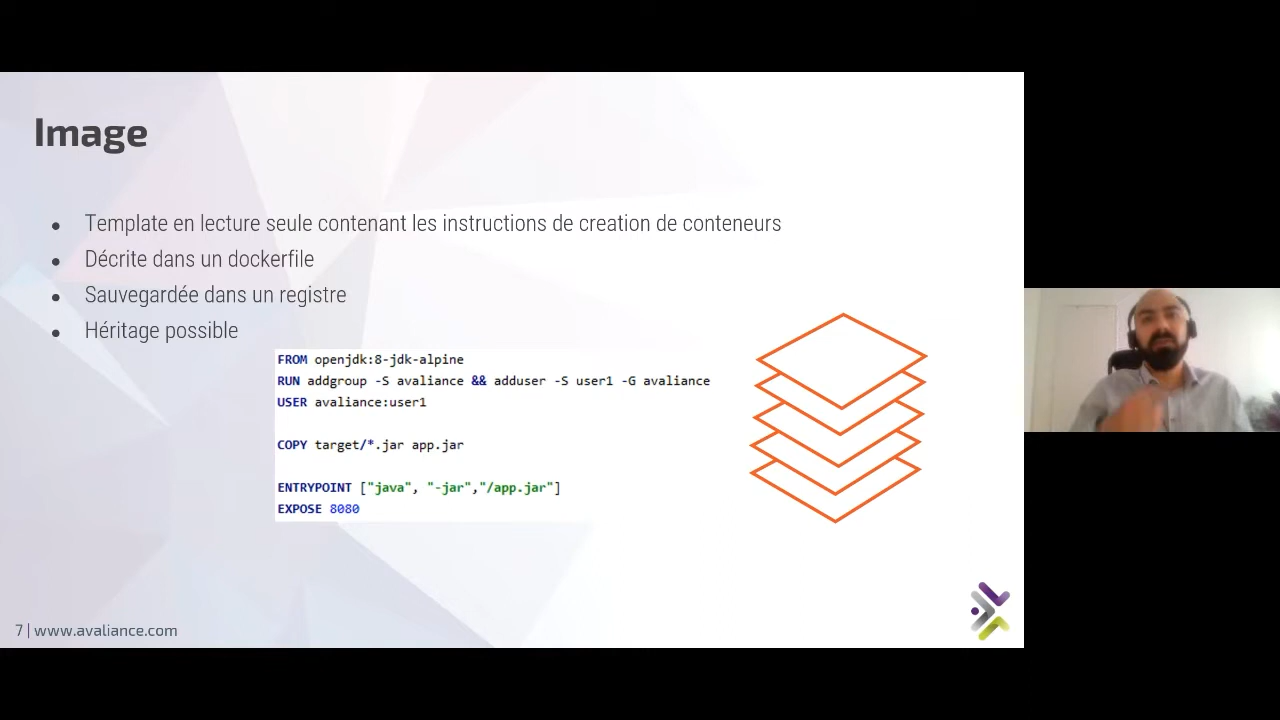 Image
● Template en lecture seule contenant les instructions de creation de conteneurs
● Décrite dans un dockerfile
● Sauvegardée dans un registre
● Héritage possible
FROM openjdk:8-jdk-alpine
RUN addgroup -S avaliance && adduser -S user1 -G avaliance
USER avaliance:user1
COPY target/*.jar app.jar
ENTRYPOINT ["java", "-jar","/app.jar"]
EXPOSE 8080
7 | www.avaliance.com